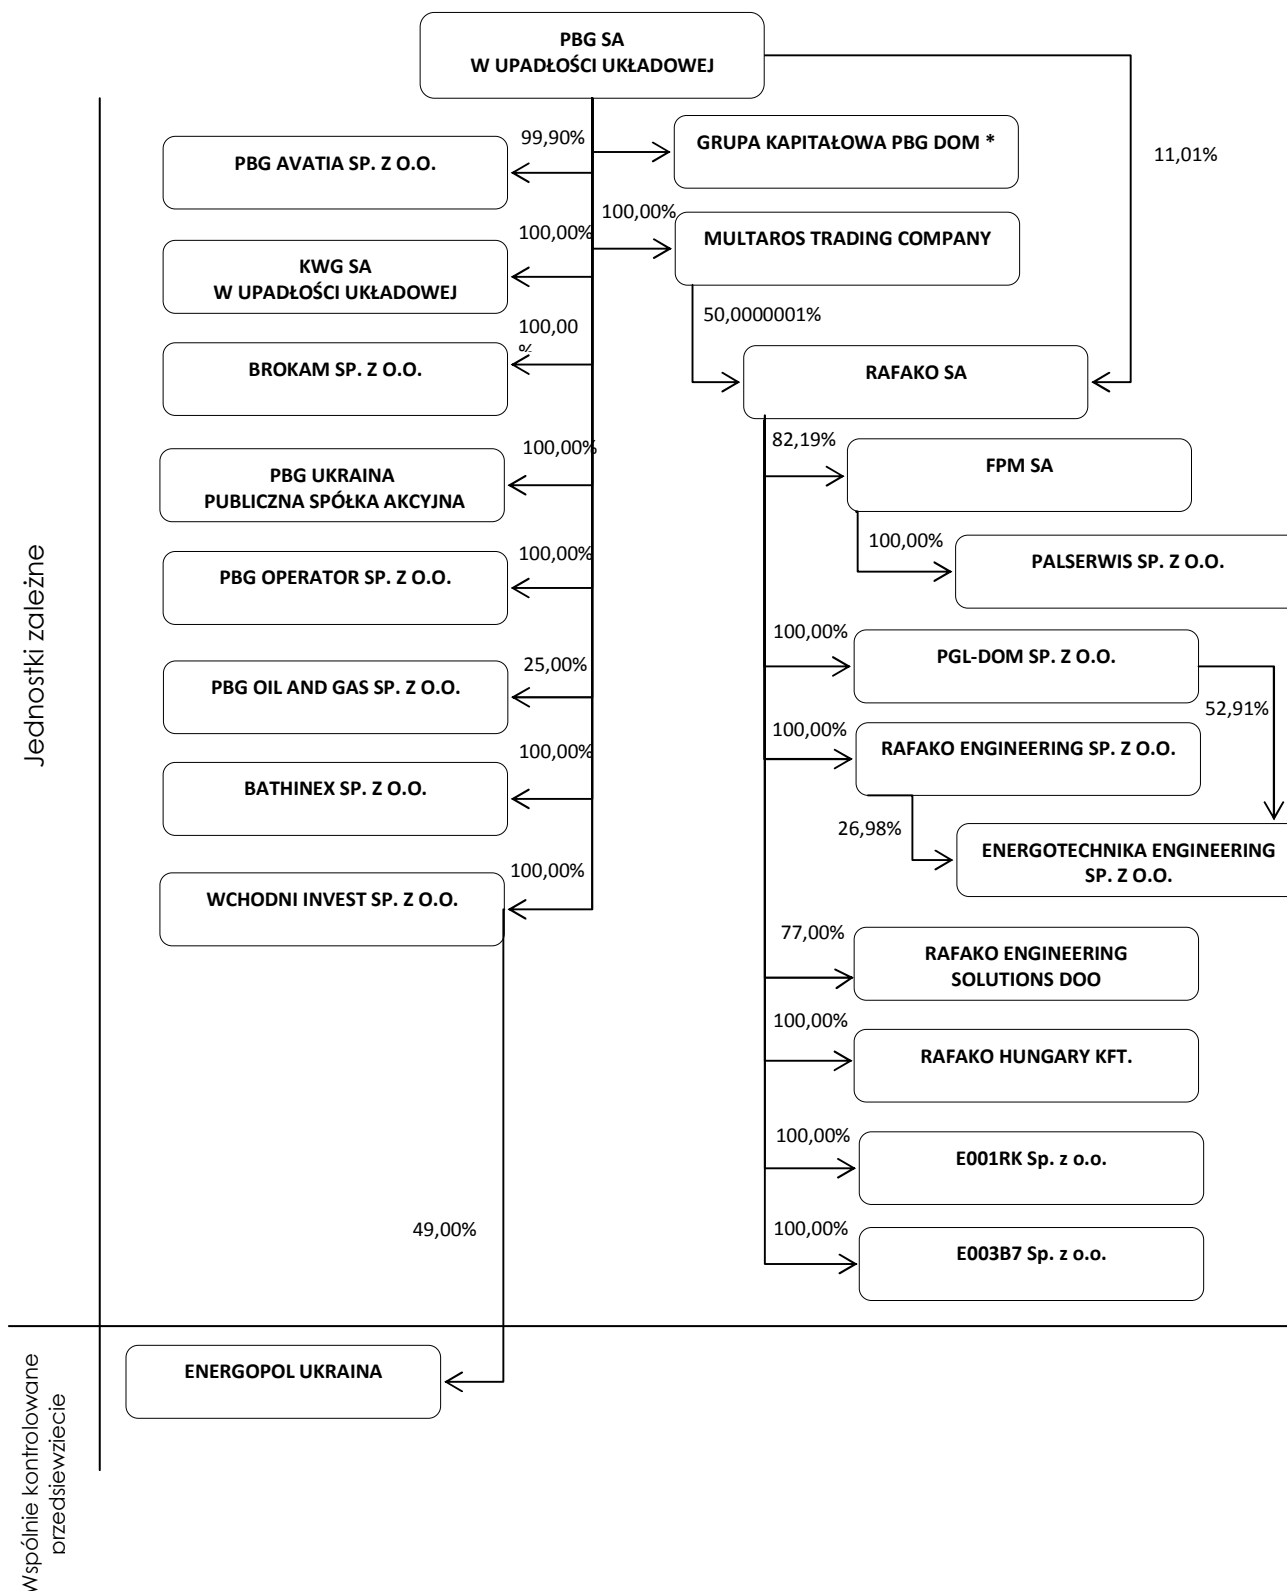 PBG SA
W UPADŁOŚCI UKŁADOWEJ
99,90%
GRUPA KAPITAŁOWA PBG DOM *
11,01%
PBG AVATIA SP. Z O.O.
100,00%
100,00%
MULTAROS TRADING COMPANY
KWG SA
W UPADŁOŚCI UKŁADOWEJ
50,0000001%
100,00
%
BROKAM SP. Z O.O.
RAFAKO SA
82,19%
100,00%
FPM SA
PBG UKRAINA
PUBLICZNA SPÓŁKA AKCYJNA
100,00%
PALSERWIS SP. Z O.O.
100,00%
PBG OPERATOR SP. Z O.O.
100,00%
PGL-DOM SP. Z O.O.
25,00%
PBG OIL AND GAS SP. Z O.O.
52,91%
100,00%
RAFAKO ENGINEERING SP. Z O.O.
100,00%
BATHINEX SP. Z O.O.
26,98%
ENERGOTECHNIKA ENGINEERING
SP. Z O.O.
100,00%
WCHODNI INVEST SP. Z O.O.
77,00%
RAFAKO ENGINEERING
SOLUTIONS DOO
100,00%
RAFAKO HUNGARY KFT.
100,00%
E001RK Sp. z o.o.
49,00%
100,00%
E003B7 Sp. z o.o.
Jednostki zależne
ENERGOPOL UKRAINA
Wspólnie kontrolowane
przedsiewziecie